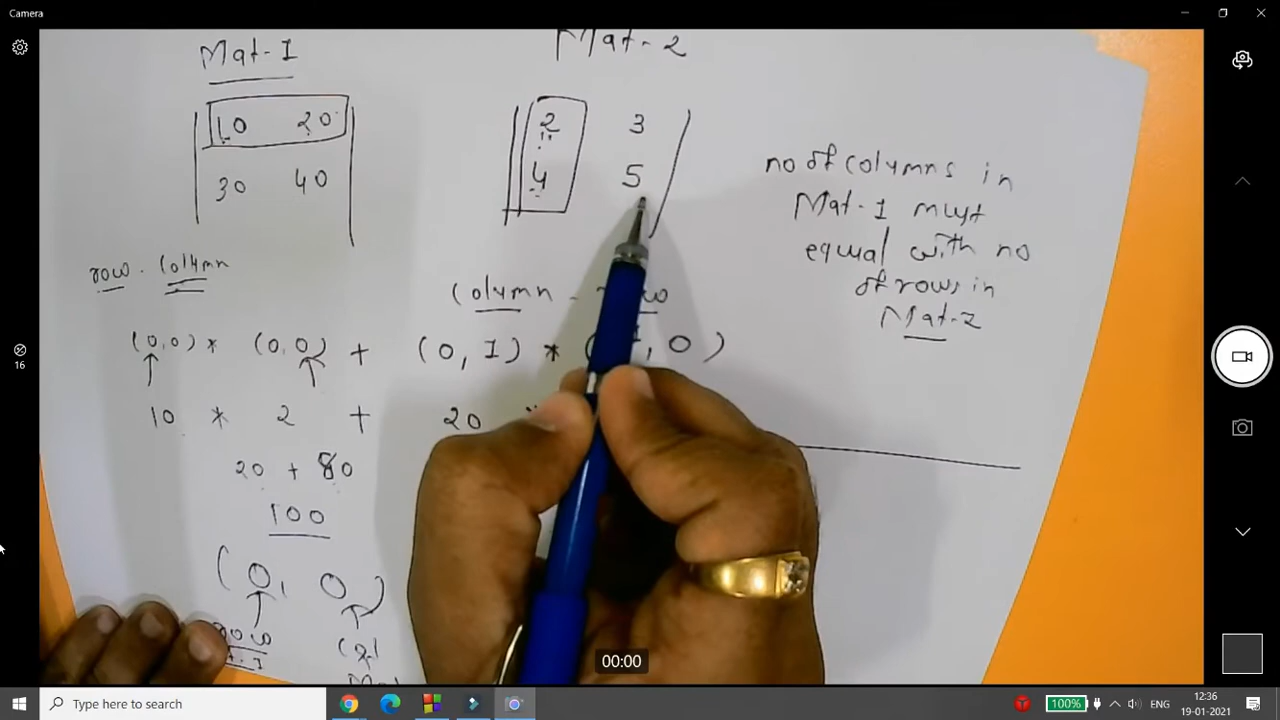 Camera
Mat-1
Mat-2
10 20
30 40
2 3
4 5
no of columns in
Mat-1 must
equal with no
of rows in
Mat-2
row - column
column -
(0,0) * (0,0) + (0, 1) * , 0)
10 * 2 + 20
20 + 80
100
(0, 0)
16
00:00
Type here to search
100%
ENG
12:36
19-01-2021